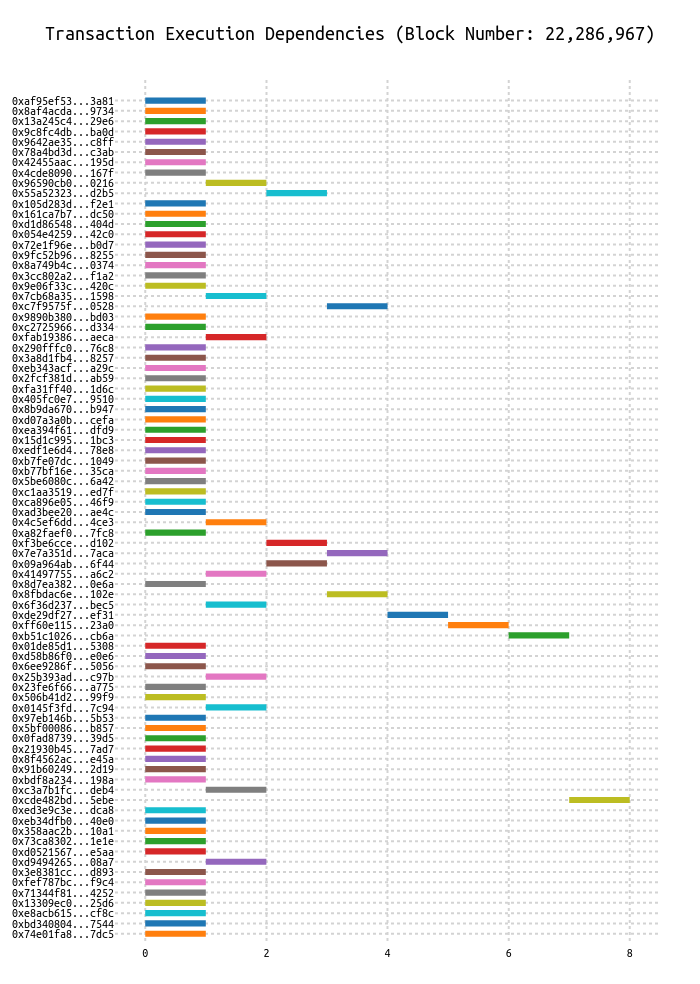 Transaction Execution Dependencies (Block Number: 22,286,967)
0xaf95ef53...3a81
0x8af4acda...9734
0x13a245c4...29e6
0x9c8fc4db...ba0d
0x9642ae35...c8ff
0x78a4bd3d...c3ab
0x42455aac...195d
0x4cde8090...167f
0x96590cb0...0216
0x55a52323...d2b5
0x105d283d...f2e1
0x161ca7b7...dc50
0xd1d86548...404d
0x054e4259...42c0
0x72e1f96e...b0d7
0x9fc52b96...8255
0x8a749b4c...0374
0x3cc802a2...f1a2
0x9e06f33c...420c
0x7cb68a35...1598
0xc7f9575f...0528
0x9890b380...bd03
0xc2725966...d334
0xfab19386...aeca
0x290fffc0...76c8
0x3a8d1fb4...8257
0xeb343acf...a29c
0x2fcf381d...ab59
0xfa31ff40...1d6c
0x405fc0e7...9510
0x8b9da670...b947
0xd07a3a0b...cefa
0xea394f61...dfd9
0x15d1c995...1bc3
0xedf1e6d4...78e8
0xb7fe07dc...1049
0xb77bf16e...35ca
0x5be6080c...6a42
0xc1aa3519...ed7f
0xca896e05...46f9
0xad3bee20...ae4c
0x4c5ef6dd...4ce3
0xa82faef0...7fc8
0xf3be6cce...d102
0x7e7a351d...7aca
0x09a964ab...6f44
0x41497755...a6c2
0x8d7ea382...0e6a
0x8fbdac6e...102e
0x6f36d237...bec5
0xde29df27...ef31
0xff60e115...23a0
0xb51c1026...cb6a
0x01de85d1...5308
0xd58b86f0...e0e6
0x6ee9286f...5056
0x25b393ad...c97b
0x23fe6f66...a775
0x506b41d2...99f9
0x0145f3fd...7c94
0x97eb146b...5b53
0x5bf00086...b857
0x0fad8739...39d5
0x21930b45...7ad7
0x8f4562ac...e45a
0x91b60249...2d19
0xbdf8a234...198a
0xc3a7b1fc...deb4
0xcde482bd...5ebe
0xed3e9c3e...dca8
0xeb34dfb0...40e0
0x358aac2b...10a1
0x73ca8302...1e1e
0xd0521567...e5aa
0xd9494265...08a7
0x3e8381cc...d893
0xfef787bc...f9c4
0x71344f81...4252
0x13309ec0...25d6
0xe8acb615...cf8c
0xbd340804...7544
0x74e01fa8...7dc5
0 2 4 6 8